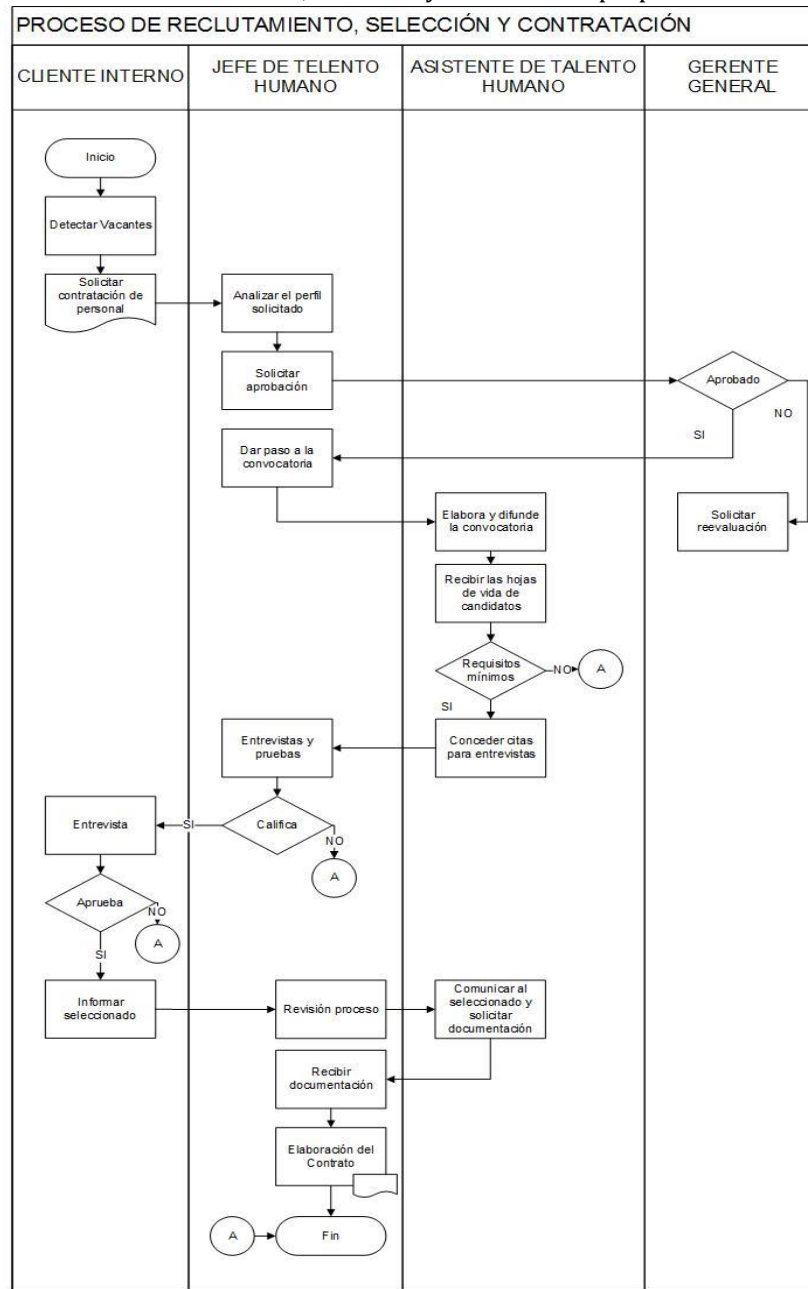 PROCESO DE RECLUTAMIENTO, SELECCIÓN Y CONTRATACIÓN
CLIENTE INTERNO
JEFE DE TELENTO
HUMANO
ASISTENTE DE TALENTO
HUMANO
GERENTE
GENERAL
Inicio
Detectar Vacantes
Solicitar
contratación de
personal
Analizar el perfil
solicitado
Solicitar
aprobación
Aprobado
NO
SI
Dar paso a la
convocatoria
Elabora y difunde
la convocatoria
Solicitar
reevaluación
Recibir las hojas
de vida de
candidatos
Requisitos
mínimos
NO
A
SI
Conceder citas
para entrevistas
Entrevistas y
pruebas
Califica
SI
NO
A
Entrevista
Aprueba
NO
A
SI
Informar
seleccionado
Revisión proceso
Comunicar al
seleccionado y
solicitar
documentación
Recibir
documentación
Elaboración del
Contrato
A
Fin